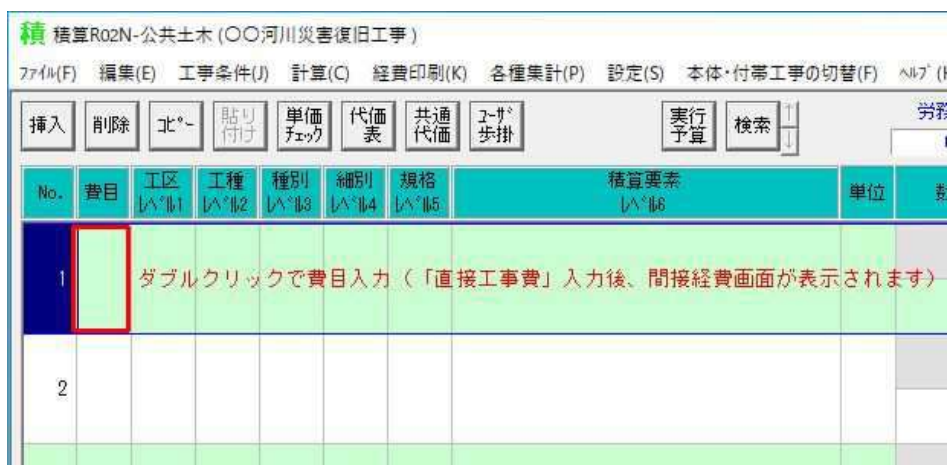 積 積算R02N-公共土木 (〇〇河川災害復旧工事)
ﾌｧｲﾙ(F) 編集(E) 工事条件(J) 計算(C) 経費印刷(K) 各種集計(P) 設定(S) 本体・付帯工事の切替(F) ﾍﾙﾌﾟ(
挿入 削除 ｺﾋﾟｰ 貼り付け 単価ﾁｪｯｸ 代価表 共通代価 ﾕｰｻﾞ歩掛 実行予算 検索 ↑↓ 労務
No. 費目 工区 工種 種別 細別 規格 積算要素 単位 数
ﾚﾍﾞﾙ1 ﾚﾍﾞﾙ2 ﾚﾍﾞﾙ3 ﾚﾍﾞﾙ4 ﾚﾍﾞﾙ5 ﾚﾍﾞﾙ6
1 ダブルクリックで費目入力(「直接工事費」入力後、間接経費画面が表示されます)
2